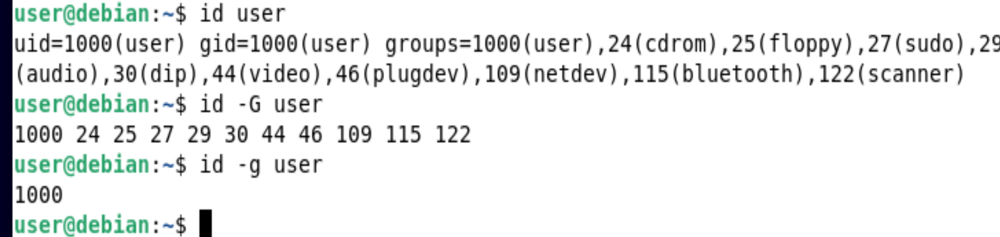 user@debian:~$ id user
uid=1000(user) gid=1000(user) groups=1000(user),24(cdrom),25(floppy),27(sudo),29
(audio),30(dip),44(video),46(plugdev),109(netdev),115(bluetooth),122(scanner)
user@debian:~$ id -G user
1000 24 25 27 29 30 44 46 109 115 122
user@debian:~$ id -g user
1000
user@debian:~$